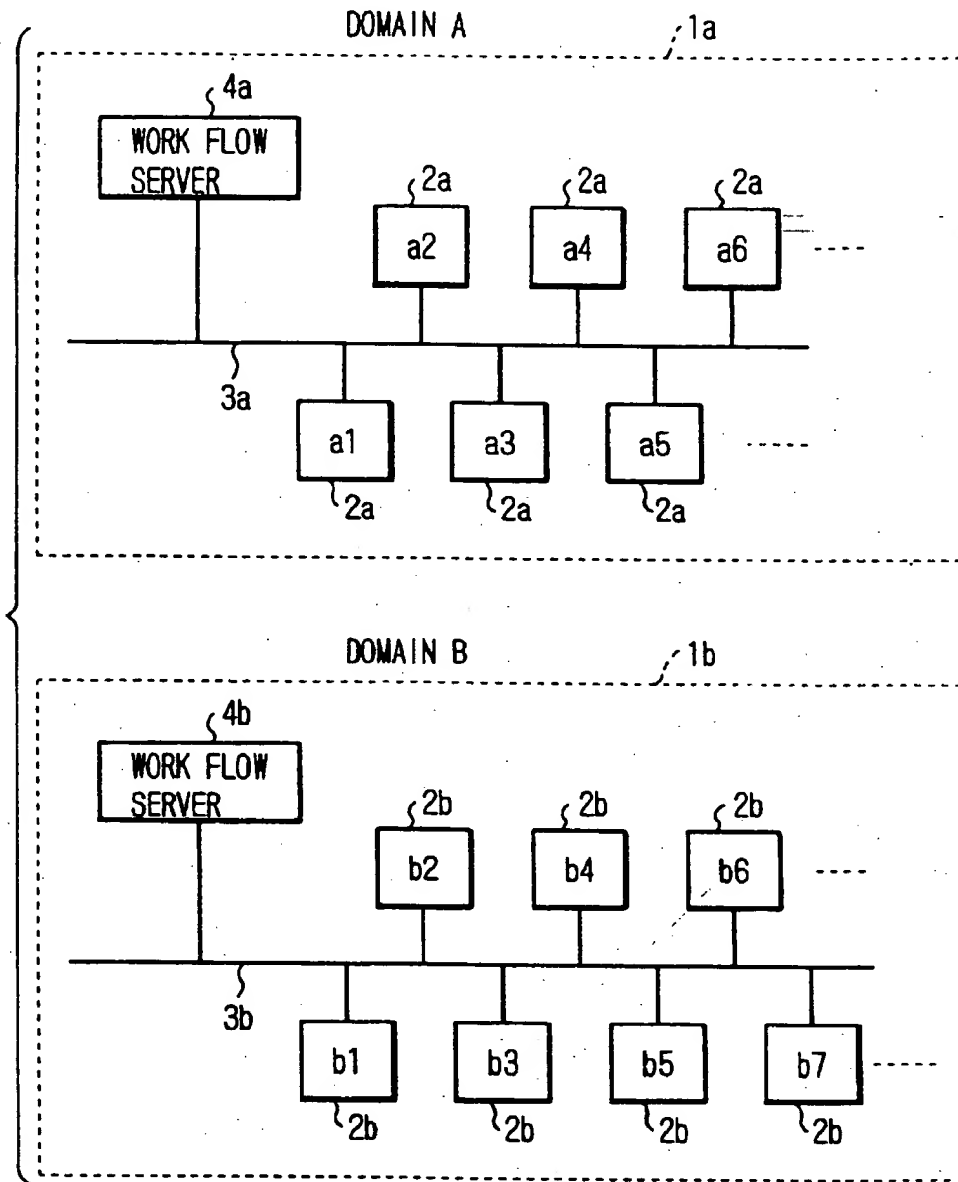 DOMAIN A
1a
4a
WORK FLOW
SERVER
2a 2a 2a
a2 a4 a6
3a
a1 a3 a5
2a 2a 2a
DOMAIN B
1b
4b
WORK FLOW
SERVER
2b 2b 2b
b2 b4 b6
3b
b1 b3 b5 b7
2b 2b 2b 2b